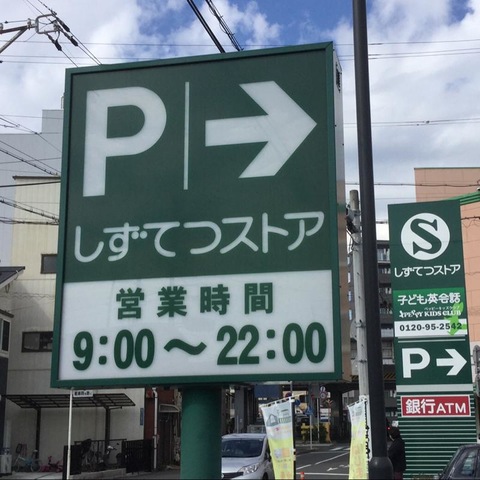 P →
しずてつストア
営業時間
9:00～22:00
S
しずてつストア
子ども英会話
KIDS CLUB
0120-95-2542
P →
銀行ATM